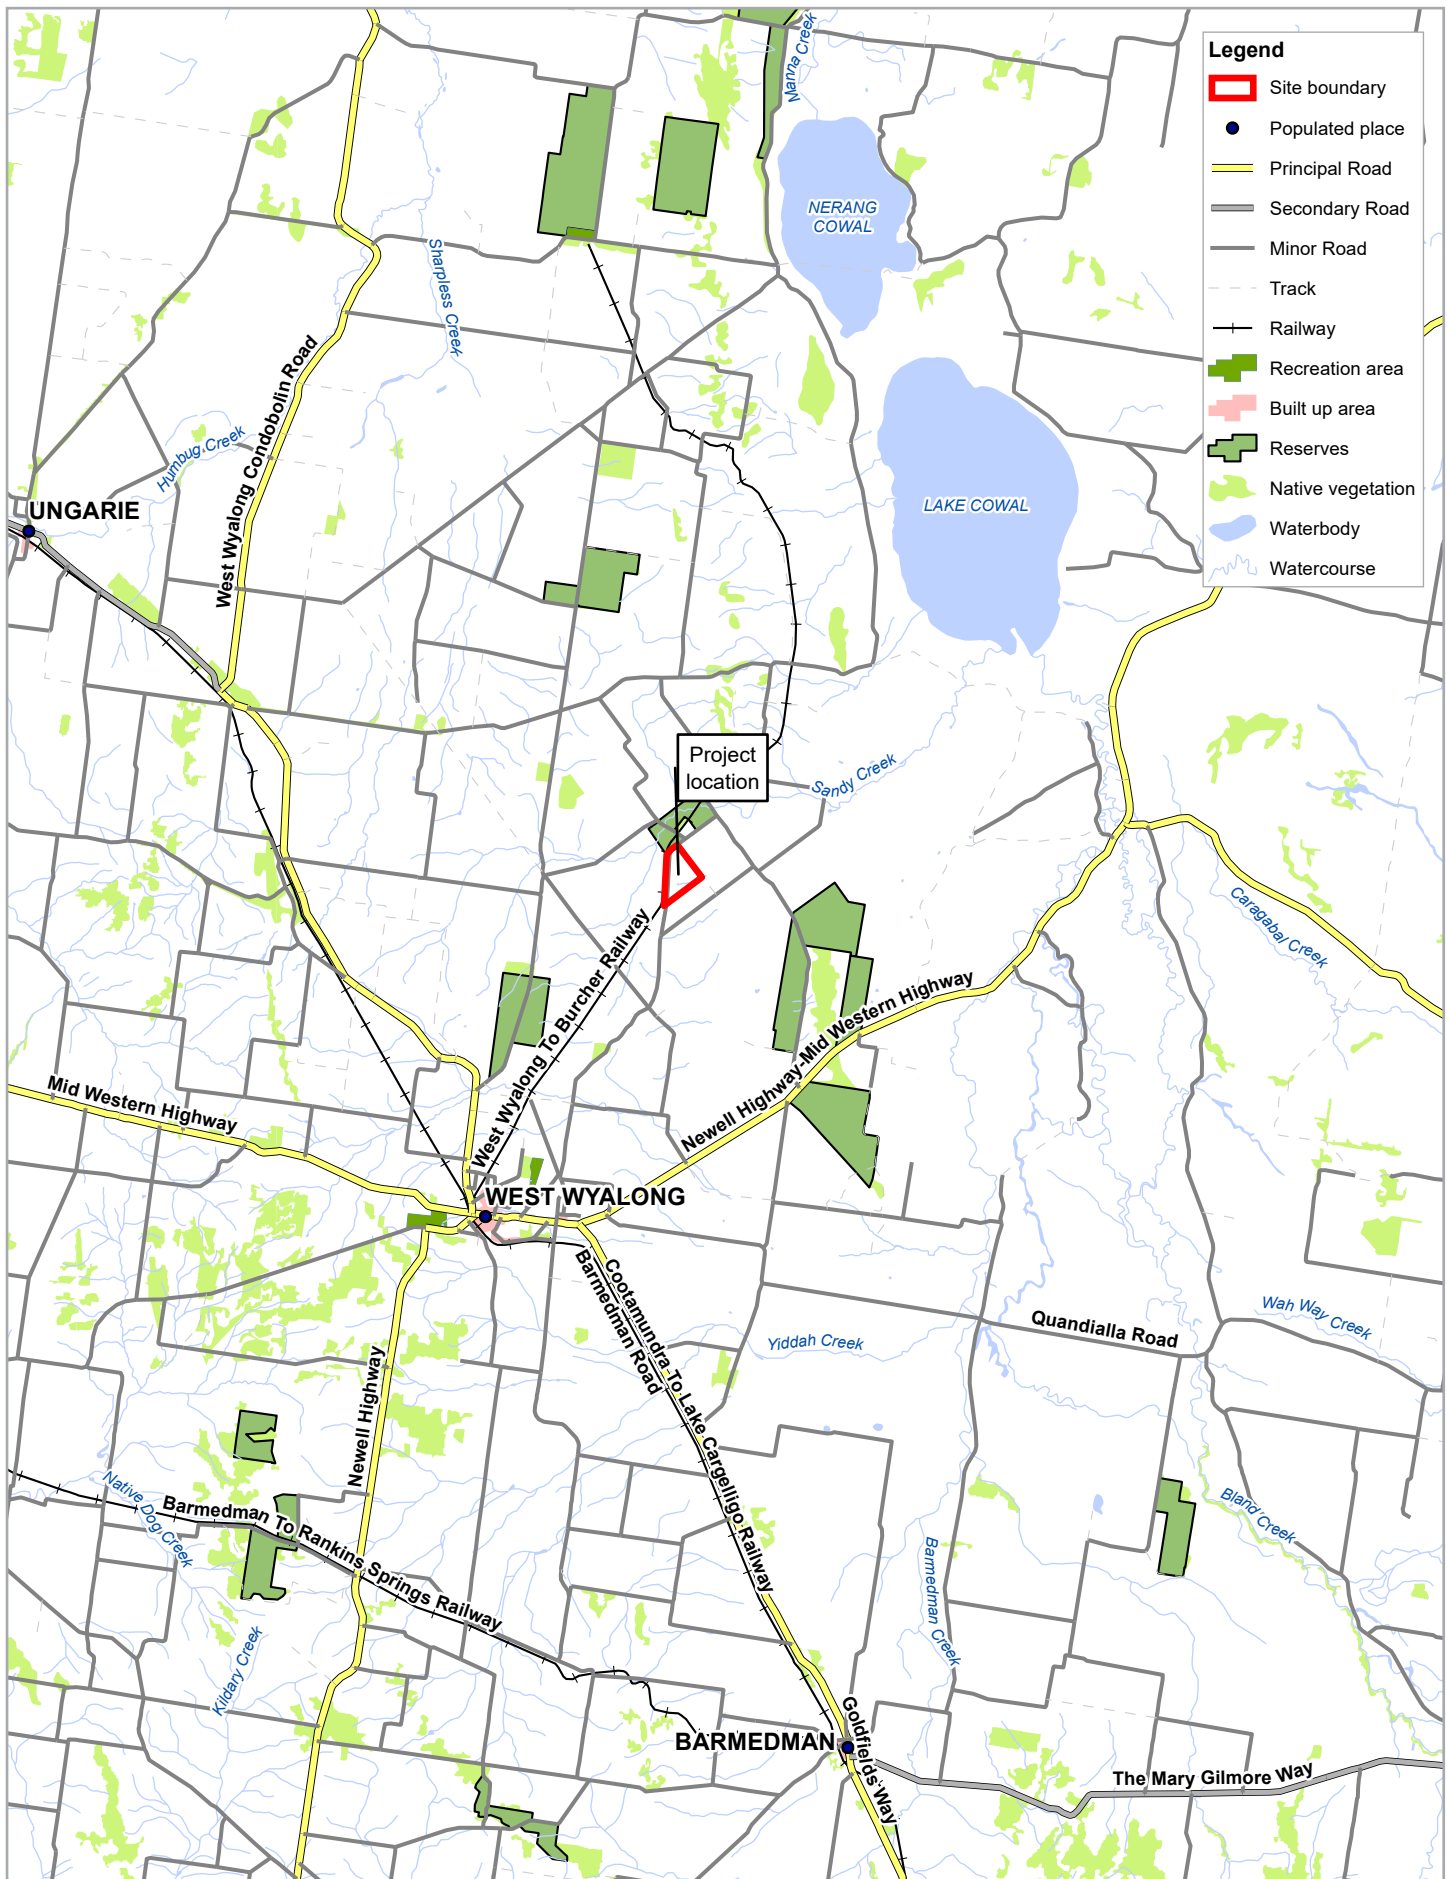 Legend
Site boundary
Populated place
Principal Road
Secondary Road
Minor Road
Track
Railway
Recreation area
Built up area
Reserves
Native vegetation
Waterbody
Watercourse
Manna Creek
NERANG
COWAL
Sharpless Creek
West Wyalong Condobolin Road
Humbug Creek
UNGARIE
LAKE COWAL
Project
location
Sandy Creek
Caragabal Creek
West Wyalong To Burcher Railway
Newell Highway-Mid Western Highway
Mid Western Highway
WEST WYALONG
Cootamundra To Lake Cargelligo Railway
Barmedman Road
Quandialla Road
Wah Way Creek
Yiddah Creek
Newell Highway
Native Dog Creek
Barmedman To Rankins Springs Railway
Bland Creek
Barmedman Creek
Kildary Creek
BARMEDMAN
Goldfields Way
The Mary Gilmore Way